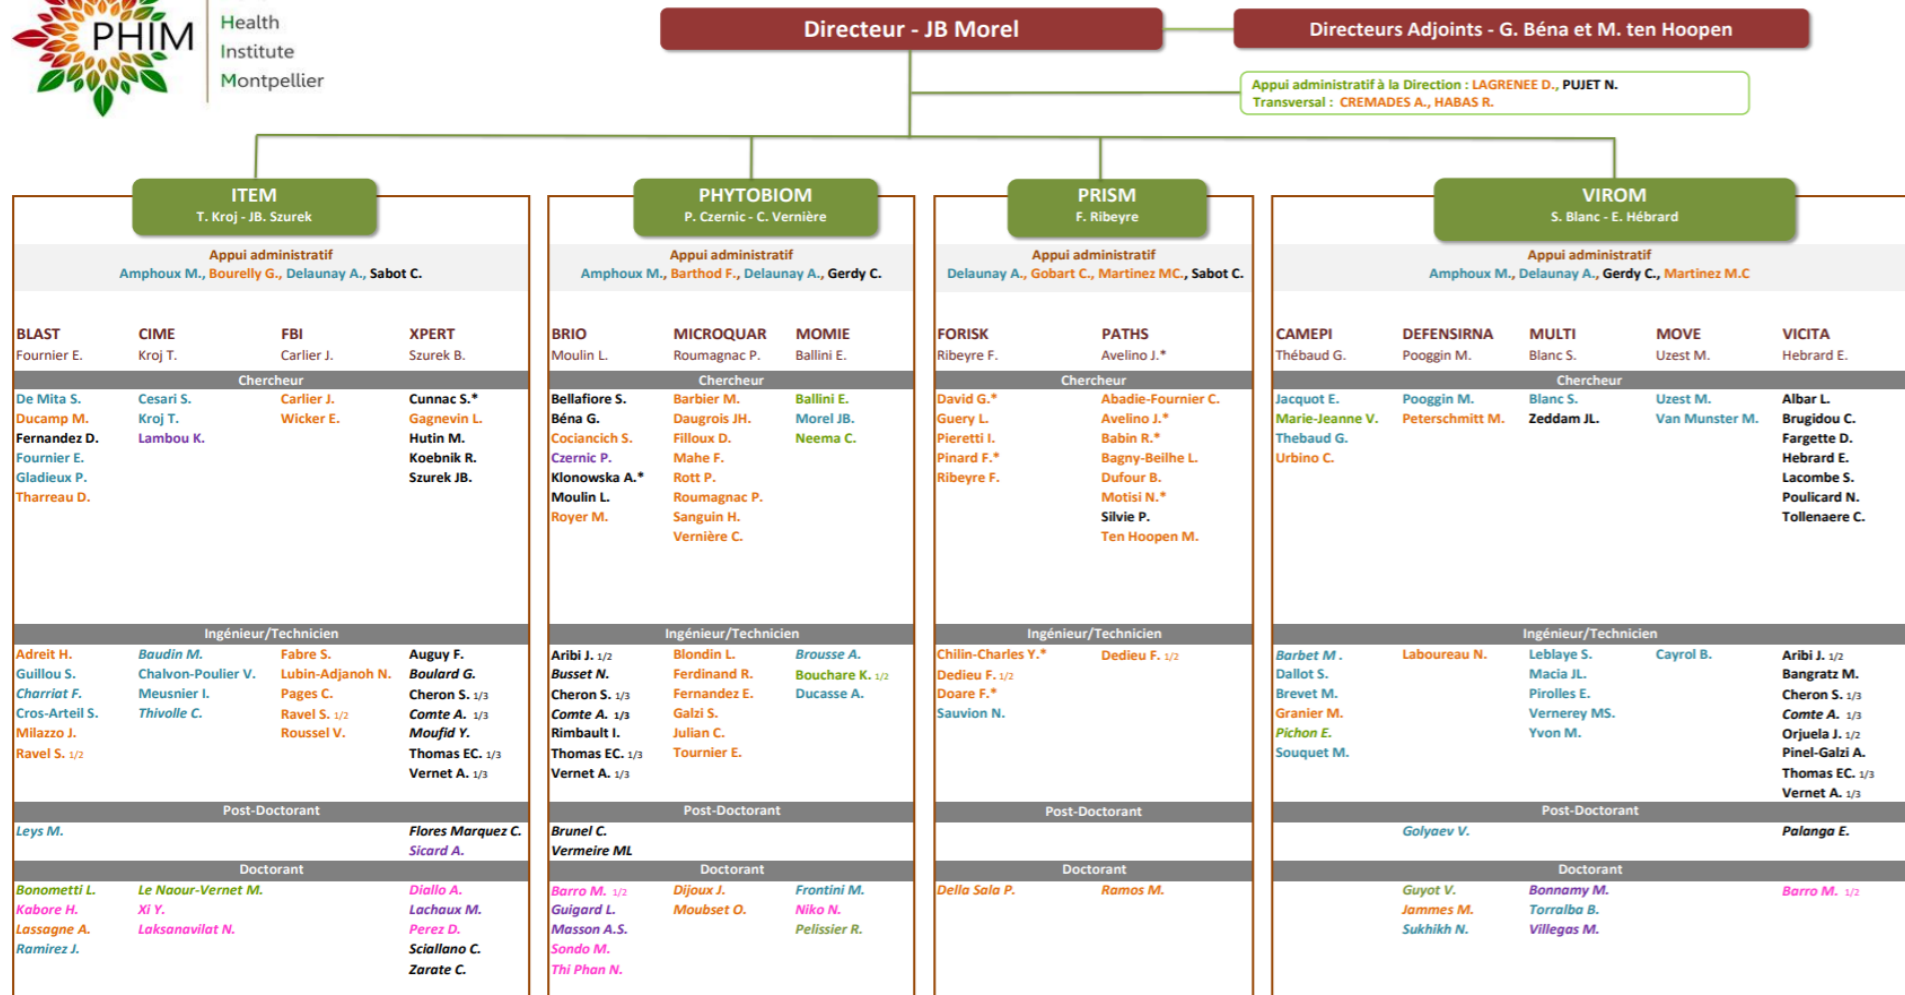 PHIM
Health
Institute
Montpellier
Directeur - JB Morel
Directeurs Adjoints - G. Béna et M. ten Hoopen
Appui administratif à la Direction : LAGRENEE D., PUJET N.
Transversal : CREMADES A., HABAS R.
ITEM
T. Kroj - JB. Szurek
Appui administratif
Amphoux M., Bourelly G., Delaunay A., Sabot C.
BLAST CIME FBI XPERT
Fournier E. Kroj T. Carlier J. Szurek B.
Chercheur
De Mita S. Cesari S. Carlier J. Cunnac S.*
Ducamp M. Kroj T. Wicker E. Gagnevin L.
Fernandez D. Lambou K. Hutin M.
Fournier E. Koebnik R.
Gladieux P. Szurek JB.
Tharreau D.
Ingénieur/Technicien
Adreit H. Baudin M. Fabre S. Auguy F.
Guillou S. Chalvon-Poulier V. Lubin-Adjanoh N. Boulard G.
Charriat F. Meusnier I. Pages C. Cheron S. 1/3
Cros-Arteil S. Thivolle C. Ravel S. 1/2 Comte A. 1/3
Milazzo J. Roussel V. Moufid Y.
Ravel S. 1/2 Thomas EC. 1/3
Vernet A. 1/3
Post-Doctorant
Leys M. Flores Marquez C.
Sicard A.
Doctorant
Bonometti L. Le Naour-Vernet M. Diallo A.
Kabore H. Xi Y. Lachaux M.
Lassagne A. Laksanavilat N. Perez D.
Ramirez J. Sciallano C.
Zarate C.
PHYTOBIOM
P. Czernic - C. Vernière
Appui administratif
Amphoux M., Barthod F., Delaunay A., Gerdy C.
BRIO MICROQUAR MOMIE
Moulin L. Roumagnac P. Ballini E.
Chercheur
Bellafiore S. Barbier M. Ballini E.
Béna G. Daugrois JH. Morel JB.
Cociancich S. Filloux D. Neema C.
Czernic P. Mahe F.
Klonowska A.* Rott P.
Moulin L. Roumagnac P.
Royer M. Sanguin H.
Vernière C.
Ingénieur/Technicien
Aribi J. 1/2 Blondin L. Brousse A.
Busset N. Ferdinand R. Bouchare K. 1/2
Cheron S. 1/3 Fernandez E. Ducasse A.
Comte A. 1/3 Galzi S.
Rimbault I. Julian C.
Thomas EC. 1/3 Tournier E.
Vernet A. 1/3
Post-Doctorant
Brunel C.
Vermeire ML
Doctorant
Barro M. 1/2 Dijoux J. Frontini M.
Guigard L. Moubset O. Niko N.
Masson A.S. Pelissier R.
Sondo M.
Thi Phan N.
PRISM
F. Ribeyre
Appui administratif
Delaunay A., Gobart C., Martinez MC., Sabot C.
FORISK PATHS
Ribeyre F. Avelino J.*
Chercheur
David G.* Abadie-Fournier C.
Guery L. Avelino J.*
Pieretti I. Babin R.*
Pinard F.* Bagny-Beilhe L.
Ribeyre F. Dufour B.
Motisi N.*
Silvie P.
Ten Hoopen M.
Ingénieur/Technicien
Chilin-Charles Y.* Dedieu F. 1/2
Dedieu F. 1/2
Doare F.*
Sauvion N.
Post-Doctorant
Doctorant
Della Sala P. Ramos M.
VIROM
S. Blanc - E. Hébrard
Appui administratif
Amphoux M., Delaunay A., Gerdy C., Martinez M.C
CAMEPI DEFENSIRNA MULTI MOVE VICITA
Thébaud G. Pooggin M. Blanc S. Uzest M. Hebrard E.
Chercheur
Jacquot E. Pooggin M. Blanc S. Uzest M. Albar L.
Marie-Jeanne V. Peterschmitt M. Zeddam JL. Van Munster M. Brugidou C.
Thebaud G. Fargette D.
Urbino C. Hebrard E.
Lacombe S.
Poulicard N.
Tollenaere C.
Ingénieur/Technicien
Barbet M . Laboureau N. Leblaye S. Cayrol B. Aribi J. 1/2
Dallot S. Macia JL. Bangratz M.
Brevet M. Pirolles E. Cheron S. 1/3
Granier M. Vernerey MS. Comte A. 1/3
Pichon E. Yvon M. Orjuela J. 1/2
Souquet M. Pinel-Galzi A.
Thomas EC. 1/3
Vernet A. 1/3
Post-Doctorant
Golyaev V. Palanga E.
Doctorant
Guyot V. Bonnamy M. Barro M. 1/2
Jammes M. Torralba B.
Sukhikh N. Villegas M.